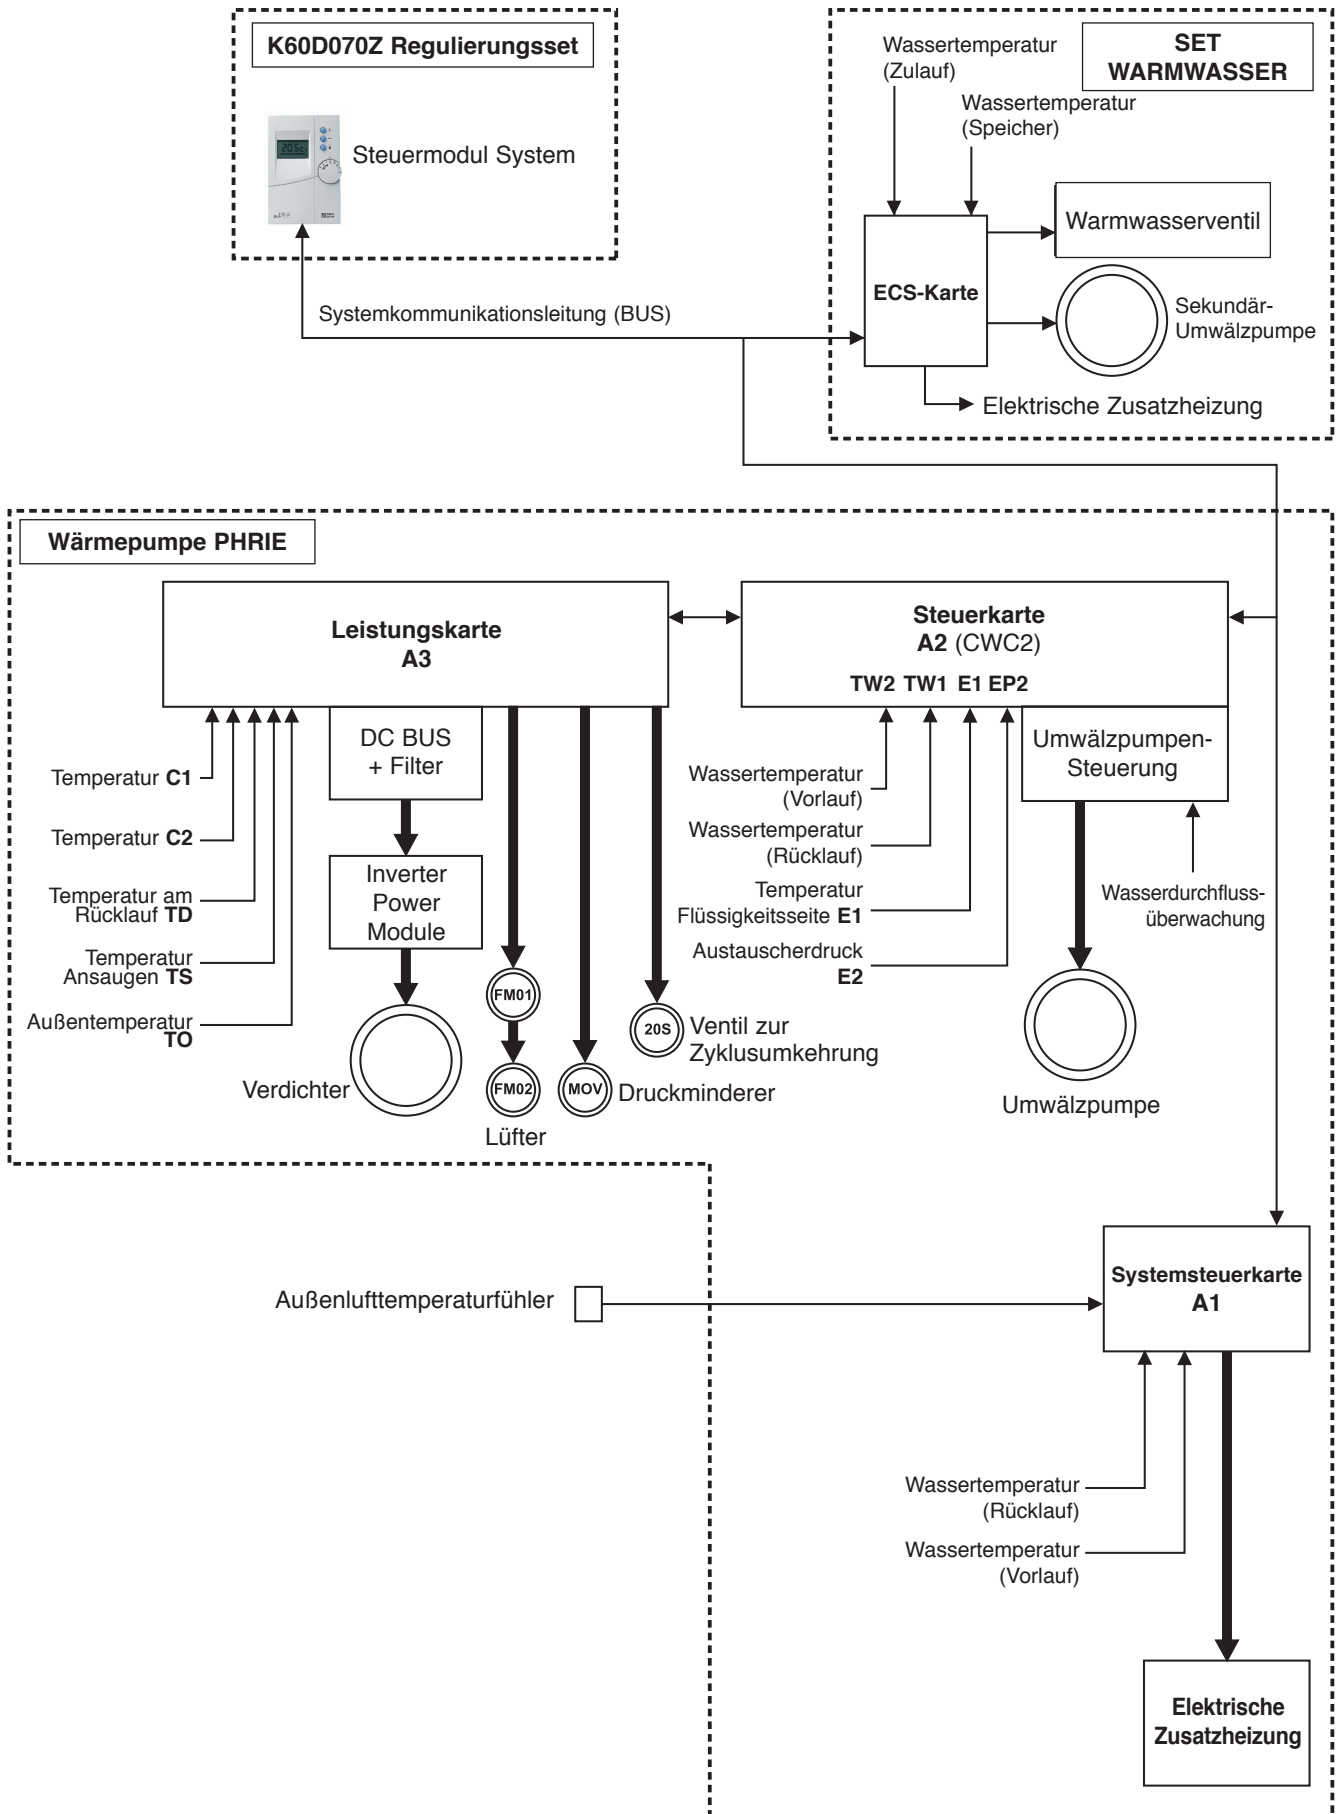 K60D070Z Regulierungsset
20.5c
Steuermodul System
Wassertemperatur
(Zulauf)
SET
WARMWASSER
Wassertemperatur
(Speicher)
Warmwasserventil
ECS-Karte
Sekundär-
Umwälzpumpe
Systemkommunikationsleitung (BUS)
Elektrische Zusatzheizung
Wärmepumpe PHRIE
Leistungskarte
A3
Steuerkarte
A2 (CWC2)
TW2 TW1 E1 EP2
DC BUS
+ Filter
Umwälzpumpen-
Steuerung
Temperatur C1
Temperatur C2
Temperatur am
Rücklauf TD
Temperatur
Ansaugen TS
Außentemperatur
TO
Inverter
Power
Module
Verdichter
FM01
FM02
Lüfter
MOV
Druckminderer
20S
Ventil zur
Zyklusumkehrung
Wassertemperatur
(Vorlauf)
Wassertemperatur
(Rücklauf)
Temperatur
Flüssigkeitsseite E1
Austauscherdruck
E2
Wasserdurchfluss-
überwachung
Umwälzpumpe
Außenlufttemperaturfühler
Systemsteuerkarte
A1
Wassertemperatur
(Rücklauf)
Wassertemperatur
(Vorlauf)
Elektrische
Zusatzheizung